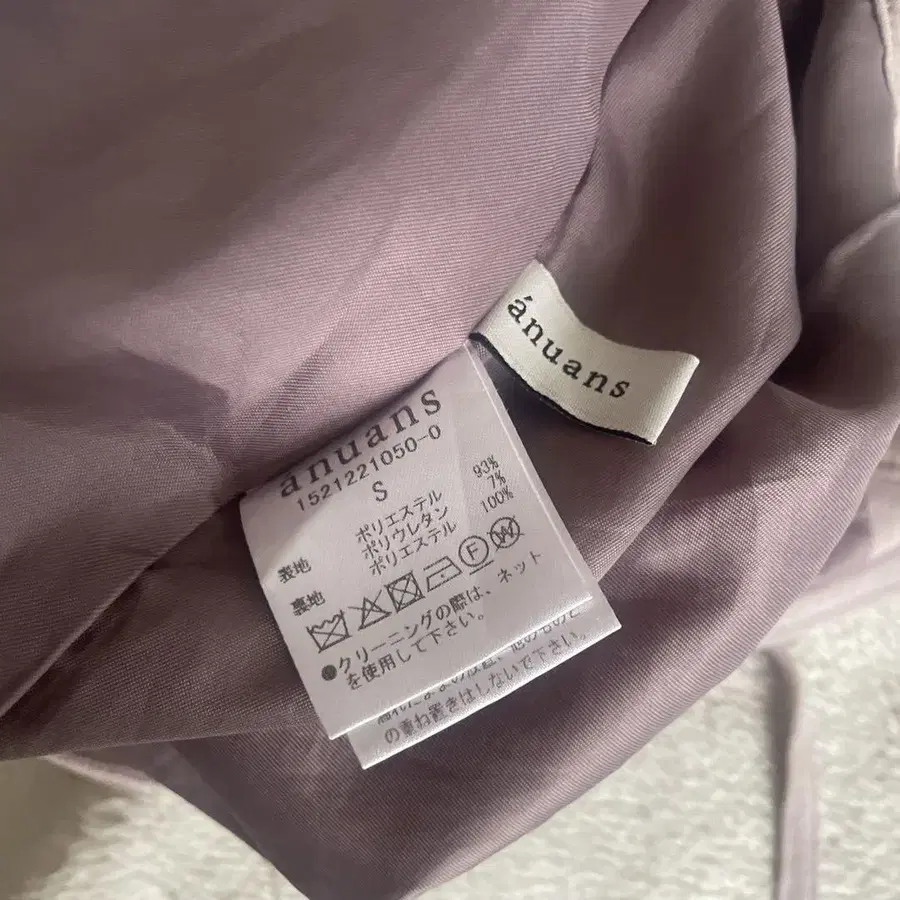 ánuans
ánuans
1521221050-0
S
表地 ポリエステル 93%
ポリウレタン 7%
裏地 ポリエステル 100%
F W
●クリーニングの際は、ネット
を使用して下さい。
の重ね置きはしないで下さい。